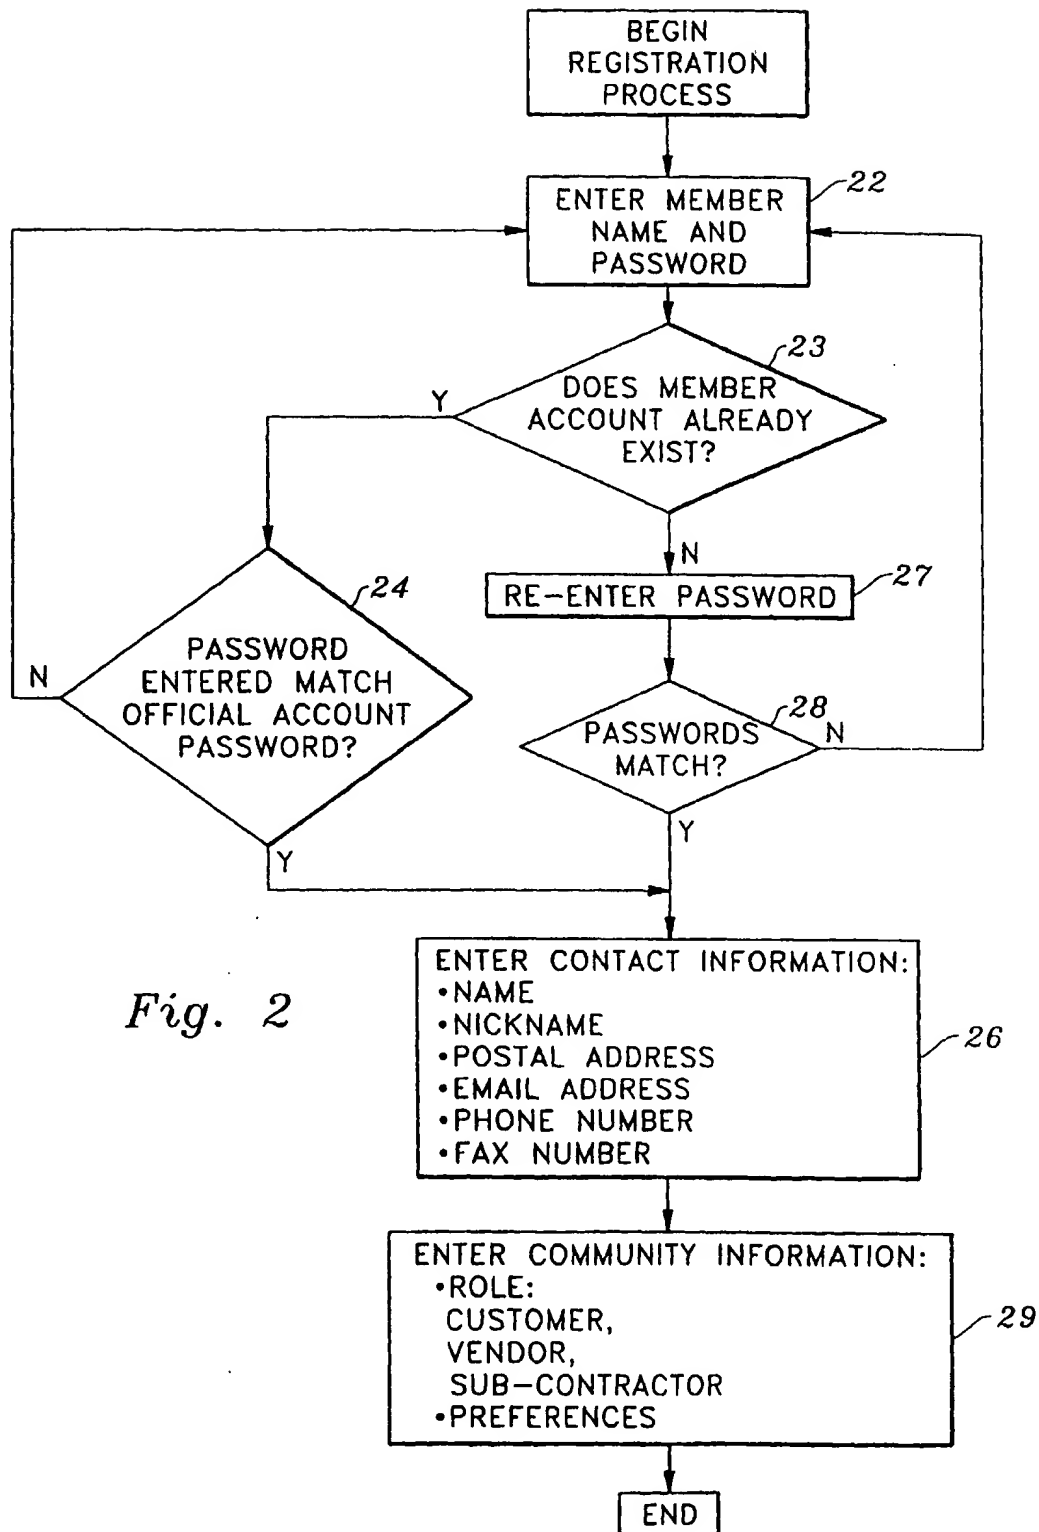 BEGIN
REGISTRATION
PROCESS
22
ENTER MEMBER
NAME AND
PASSWORD
23
DOES MEMBER
ACCOUNT ALREADY
EXIST?
Y
N
27
RE-ENTER PASSWORD
24
PASSWORD
ENTERED MATCH
OFFICIAL ACCOUNT
PASSWORD?
N
Y
28
PASSWORDS
MATCH?
N
Y
ENTER CONTACT INFORMATION:
•NAME
•NICKNAME
•POSTAL ADDRESS
•EMAIL ADDRESS
•PHONE NUMBER
•FAX NUMBER
26
Fig. 2
ENTER COMMUNITY INFORMATION:
•ROLE:
CUSTOMER,
VENDOR,
SUB-CONTRACTOR
•PREFERENCES
29
END